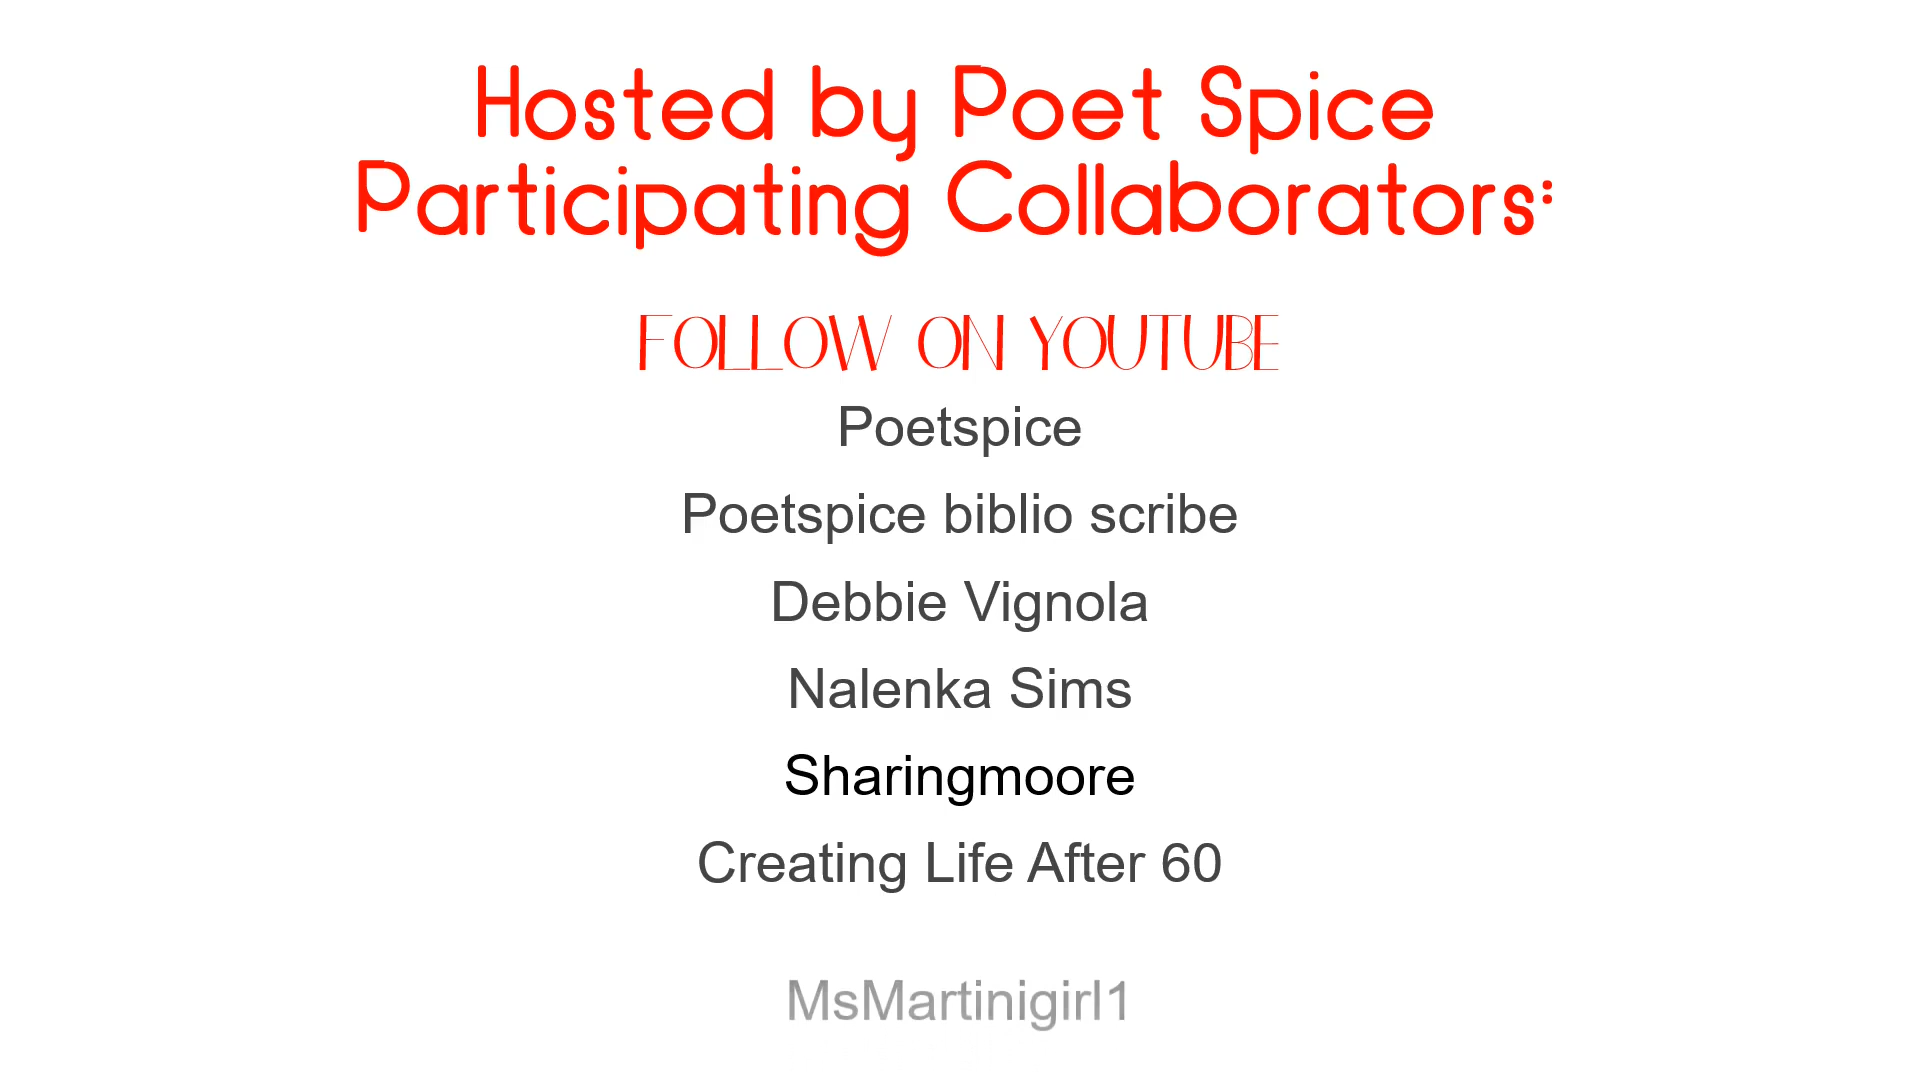 Hosted by Poet Spice
Participating Collaborators:
FOLLOW ON YOUTUBE
Poetspice
Poetspice biblio scribe
Debbie Vignola
Nalenka Sims
Sharingmoore
Creating Life After 60
MsMartinigirl1